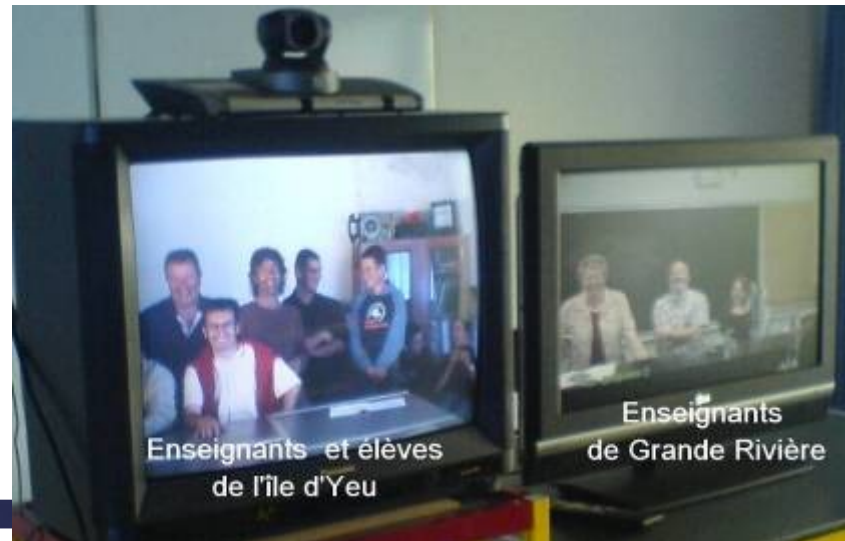 Enseignants et élèves
de l'île d'Yeu
Enseignants
de Grande Rivière